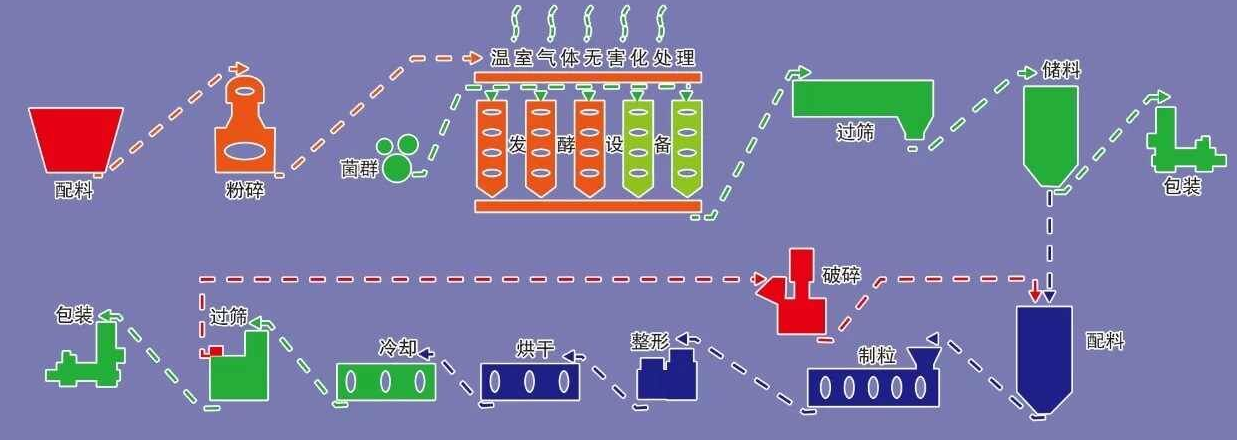 温室气体无害化处理
储料
配料
粉碎
菌群
发酵设备
过筛
包装
包装
过筛
冷却
烘干
整形
破碎
制粒
配料